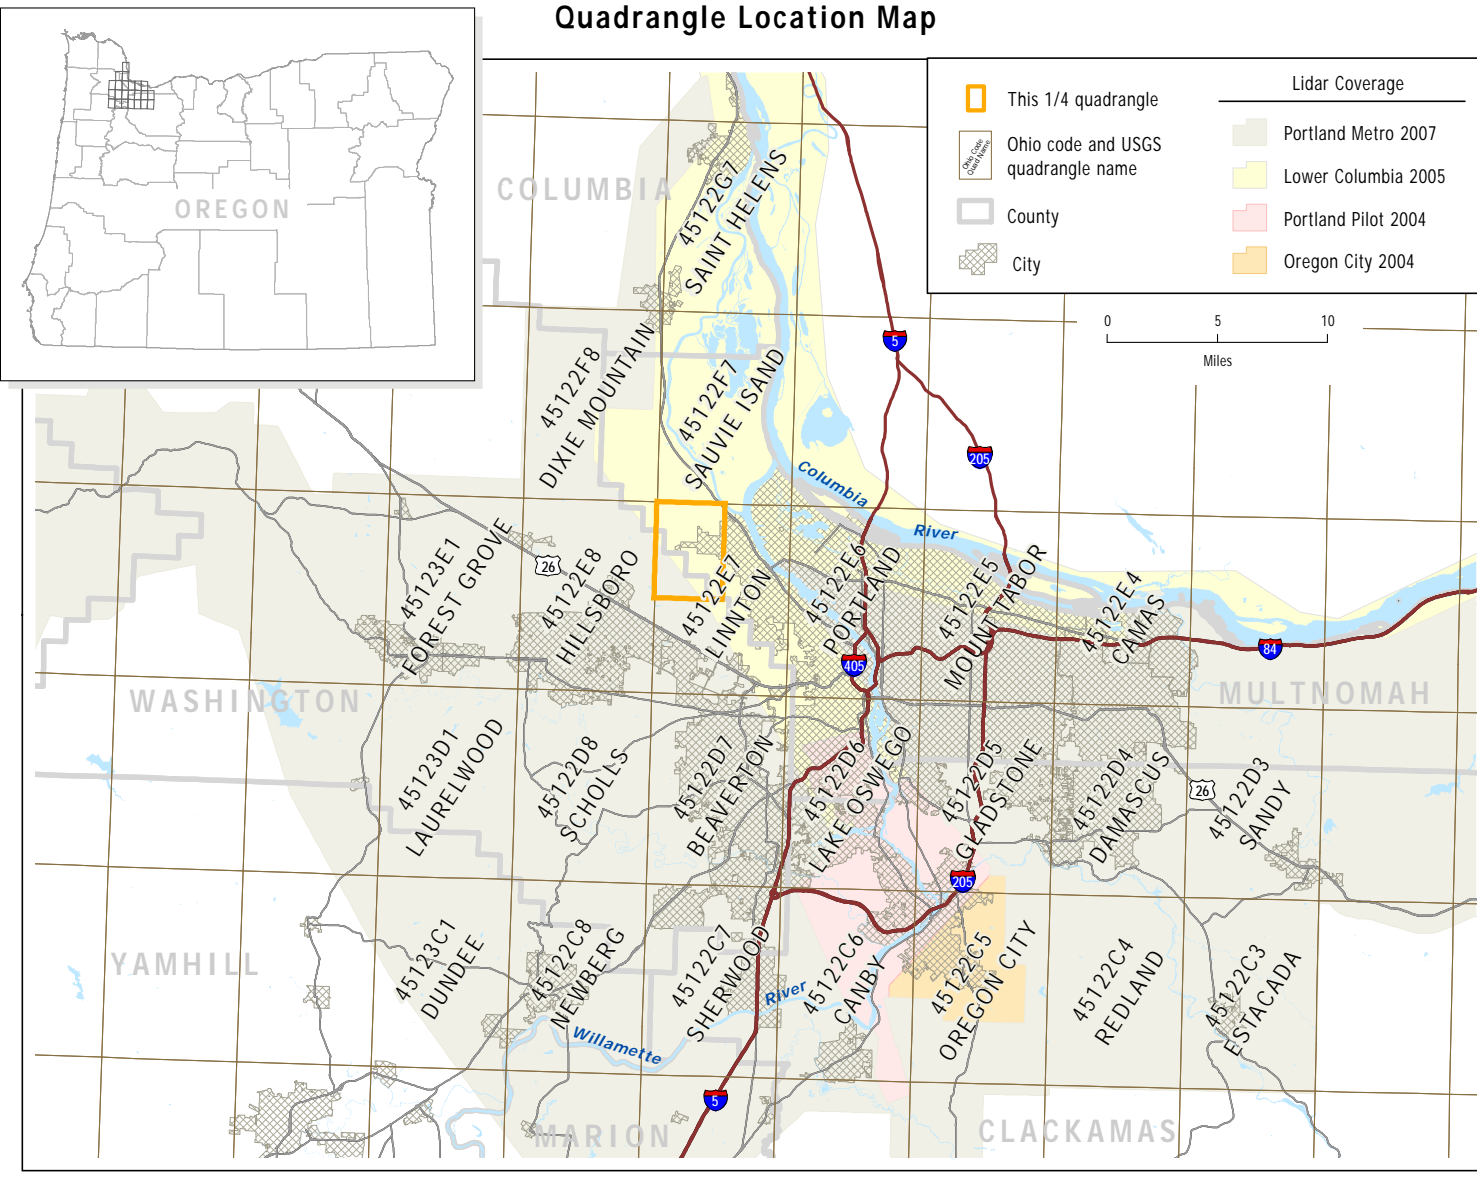 Quadrangle Location Map
OREGON
This 1/4 quadrangle
Ohio Code
Quad Name
Ohio code and USGS
quadrangle name
County
City
Lidar Coverage
Portland Metro 2007
Lower Columbia 2005
Portland Pilot 2004
Oregon City 2004
0 5 10
Miles
COLUMBIA
45122G7
SAINT HELENS
5
45122F8
DIXIE MOUNTAIN
45122F7
SAUVIE ISAND
205
Columbia
River
45123E1
FOREST GROVE
26
45122E8
HILLSBORO
45122E7
LINNTON
45122E6
PORTLAND
45122E5
MOUNT TABOR
45122E4
CAMAS
405
84
WASHINGTON
MULTNOMAH
45123D1
LAURELWOOD
45122D8
SCHOLLS
45122D7
BEAVERTON
45122D6
LAKE OSWEGO
45122D5
GLADSTONE
45122D4
DAMASCUS
26
45122D3
SANDY
205
YAMHILL
45123C1
DUNDEE
45122C8
NEWBERG
45122C7
SHERWOOD
45122C6
CANBY
45122C5
OREGON CITY
45122C4
REDLAND
45122C3
ESTACADA
Willamette
River
5
MARION
CLACKAMAS